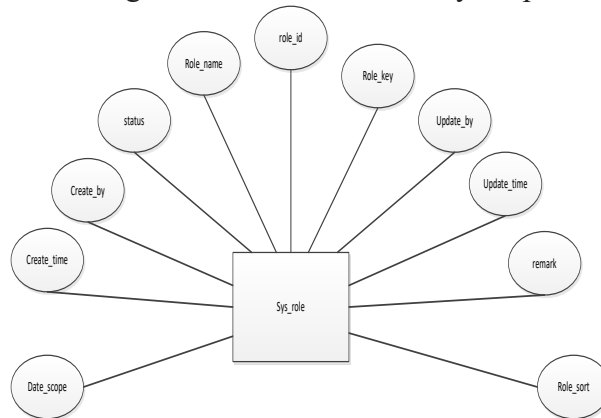 role_id
Role_name
Role_key
status
Update_by
Create_by
Update_time
Create_time
remark
Sys_role
Date_scope
Role_sort